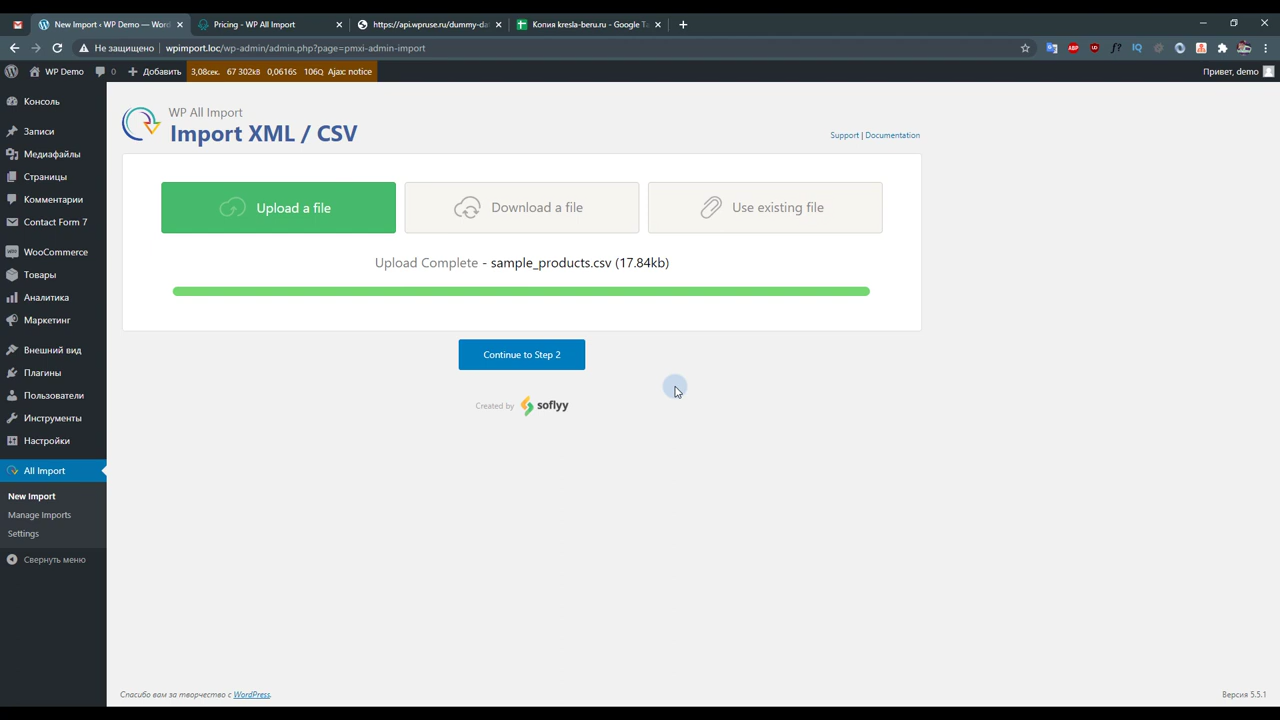 New Import ‹ WP Demo — Word
Pricing - WP All Import
https://api.wpruse.ru/dummy-da
Копия kresla-beru.ru - Google Та
Не защищено
wpimport.loc/wp-admin/admin.php?page=pmxi-admin-import
WP Demo
0
Добавить
3,08сек. 67 302kB 0,0616S 106Q Ajax: notice
Привет, demo
Консоль
Записи
Медиафайлы
Страницы
Комментарии
Contact Form 7
WooCommerce
Товары
Аналитика
Маркетинг
Внешний вид
Плагины
Пользователи
Инструменты
Настройки
All Import
New Import
Manage Imports
Settings
Свернуть меню
WP All Import
Import XML / CSV
Support | Documentation
Upload a file
Download a file
Use existing file
Upload Complete - sample_products.csv (17.84kb)
Continue to Step 2
Created by soflyy
Спасибо вам за творчество с WordPress.
Версия 5.5.1